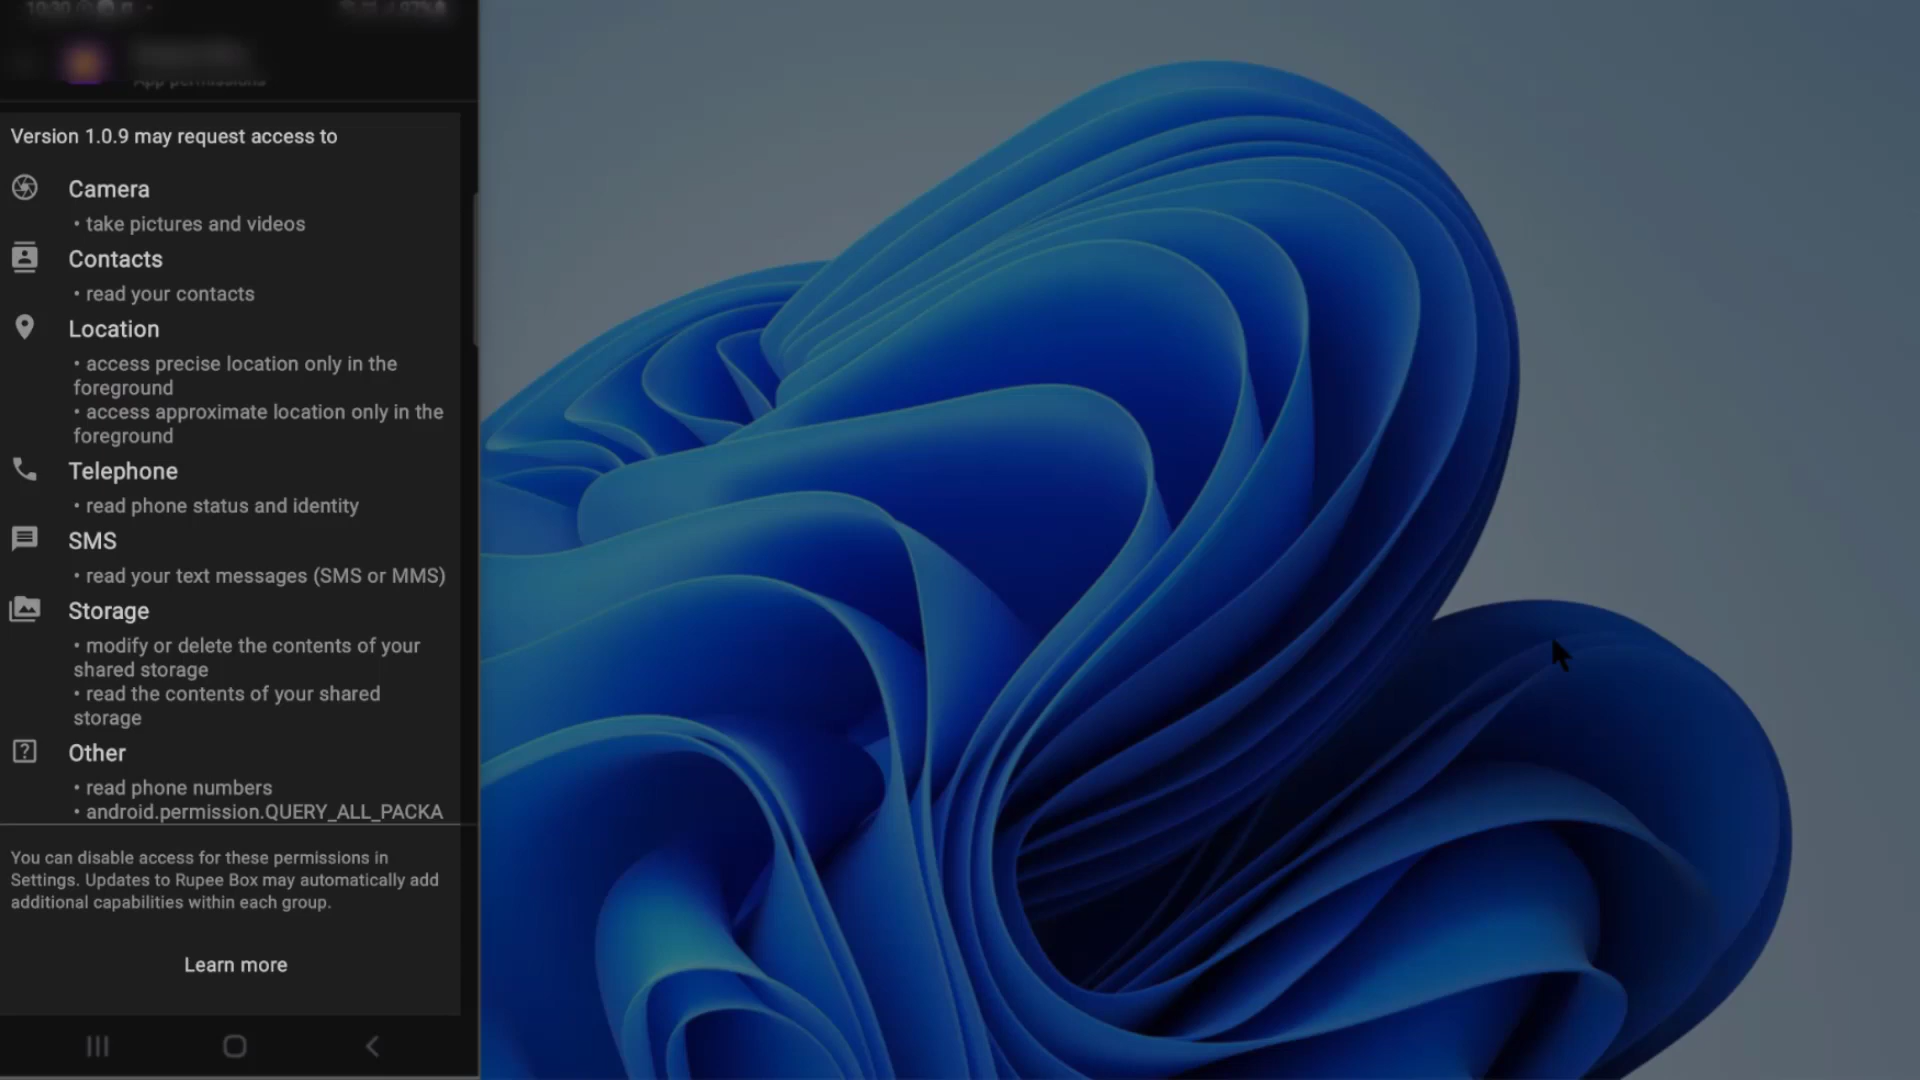 App permissions
Version 1.0.9 may request access to
Camera
• take pictures and videos
Contacts
• read your contacts
Location
• access precise location only in the
foreground
• access approximate location only in the
foreground
Telephone
• read phone status and identity
SMS
• read your text messages (SMS or MMS)
Storage
• modify or delete the contents of your
shared storage
• read the contents of your shared
storage
Other
• read phone numbers
• android.permission.QUERY_ALL_PACKA
You can disable access for these permissions in
Settings. Updates to Rupee Box may automatically add
additional capabilities within each group.
Learn more